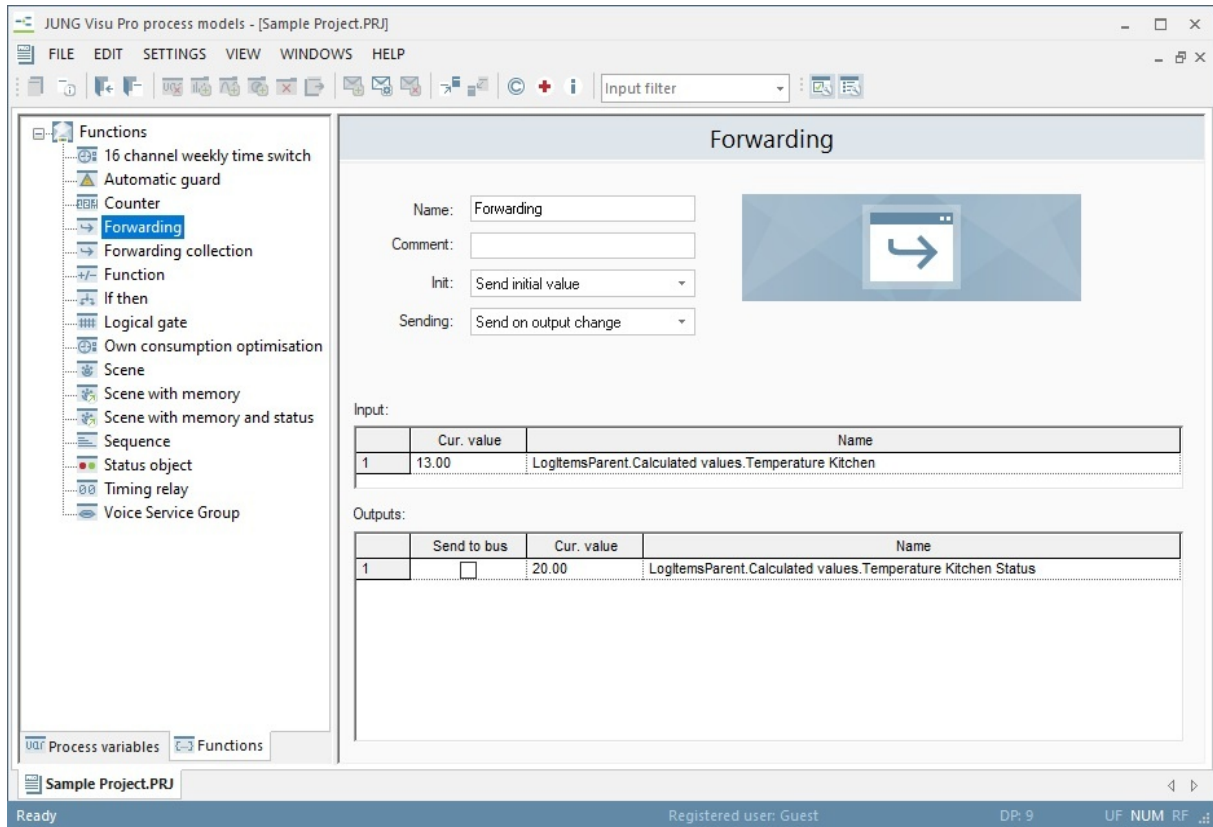 JUNG Visu Pro process models - [Sample Project.PRJ]
FILE EDIT SETTINGS VIEW WINDOWS HELP
Input filter
Functions
16 channel weekly time switch
Automatic guard
Counter
Forwarding
Forwarding collection
Function
If then
Logical gate
Own consumption optimisation
Scene
Scene with memory
Scene with memory and status
Sequence
Status object
Timing relay
Voice Service Group
Process variables Functions
Forwarding
Name: Forwarding
Comment:
Init: Send initial value
Sending: Send on output change
Input:
Cur. value Name
1 13.00 LogItemsParent.Calculated values.Temperature Kitchen
Outputs:
Send to bus Cur. value Name
1 20.00 LogItemsParent.Calculated values.Temperature Kitchen Status
Sample Project.PRJ
Ready Registered user: Guest DP: 9 UF NUM RF